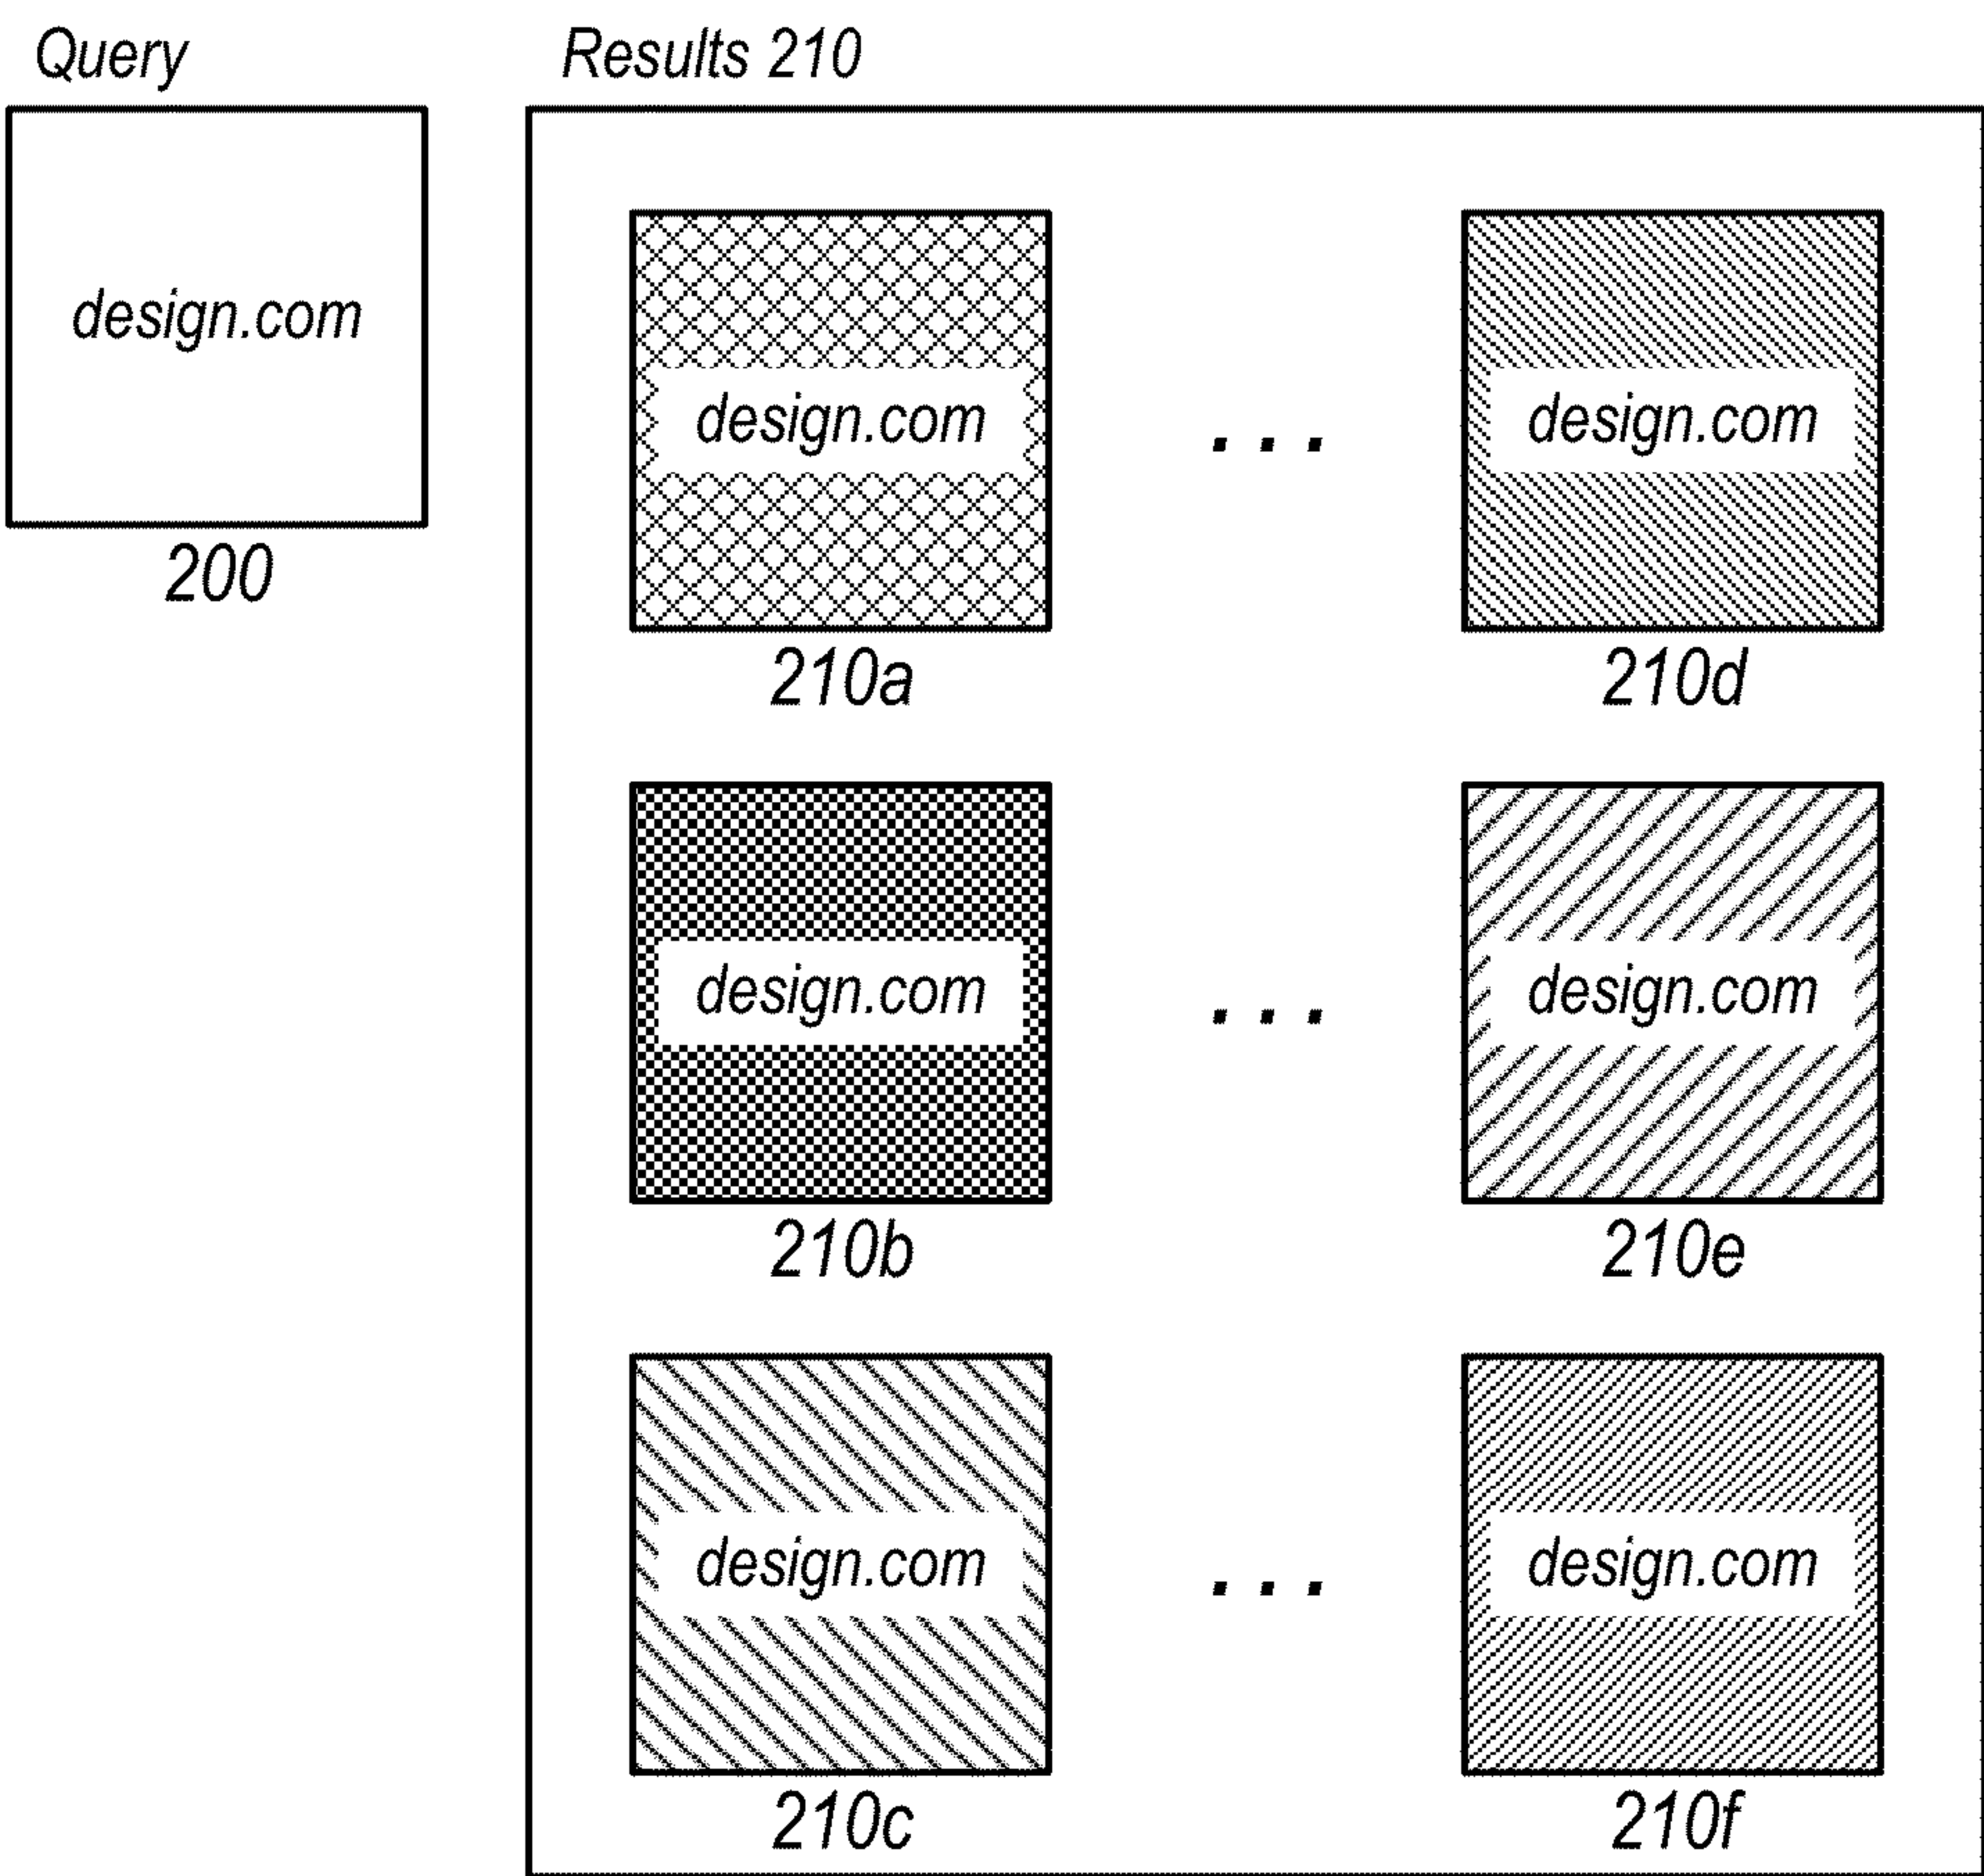 Query
Results 210
design.com
200
design.com
. . .
design.com
210a
210d
design.com
. . .
design.com
210b
210e
design.com
. . .
design.com
210c
210f